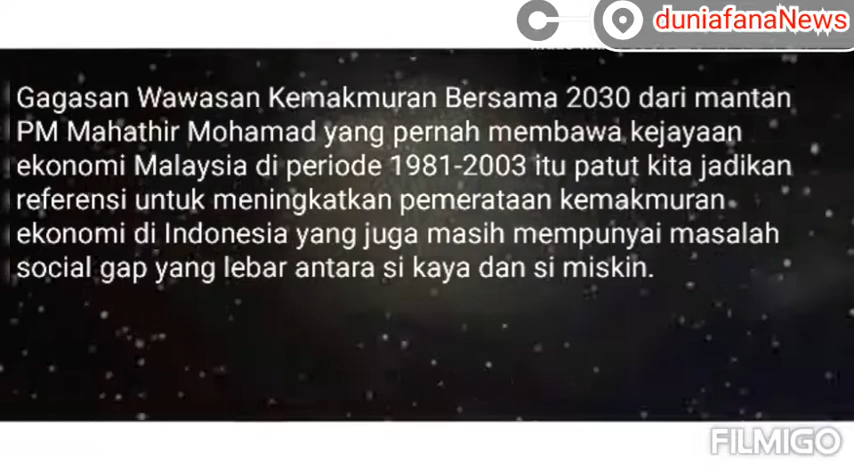 duniafanaNews
Gagasan Wawasan Kemakmuran Bersama 2030 dari mantan
PM Mahathir Mohamad yang pernah membawa kejayaan
ekonomi Malaysia di periode 1981-2003 itu patut kita jadikan
referensi untuk meningkatkan pemerataan kemakmuran
ekonomi di Indonesia yang juga masih mempunyai masalah
social gap yang lebar antara si kaya dan si miskin.
FILMIGO